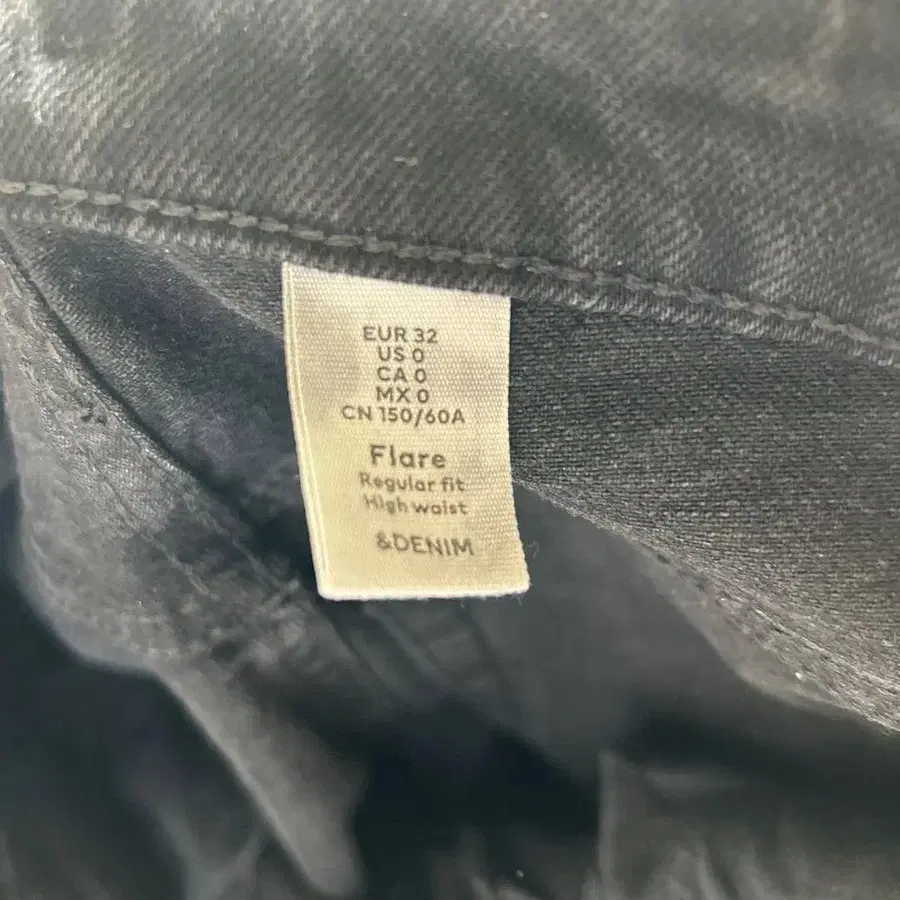 EUR 32
US 0
CA 0
MX 0
CN 150/60A
Flare
Regular fit
High waist
&DENIM